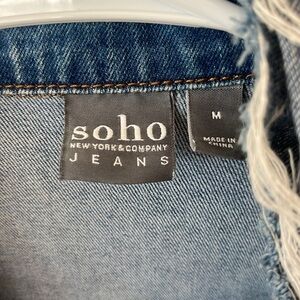 soho
NEW YORK & COMPANY
JEANS
M
MADE IN
CHINA